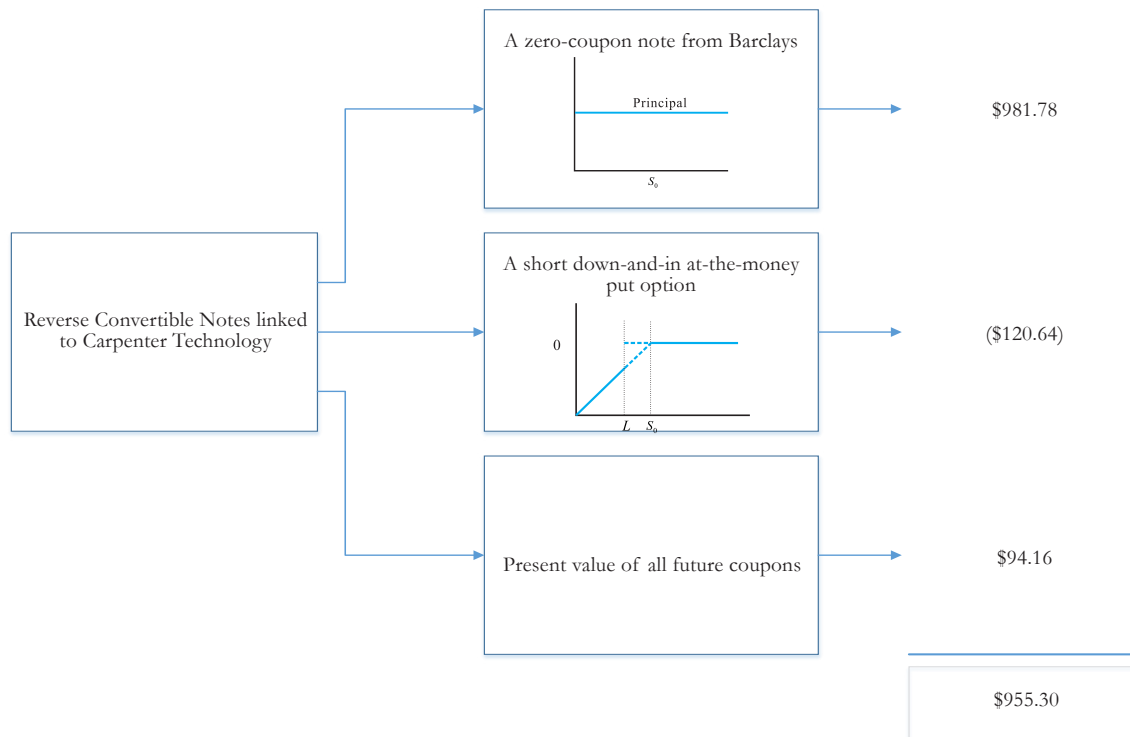 A zero-coupon note from Barclays
Principal
S₀
$981.78
Reverse Convertible Notes linked
to Carpenter Technology
A short down-and-in at-the-money
put option
0
L S₀
($120.64)
Present value of all future coupons
$94.16
$955.30